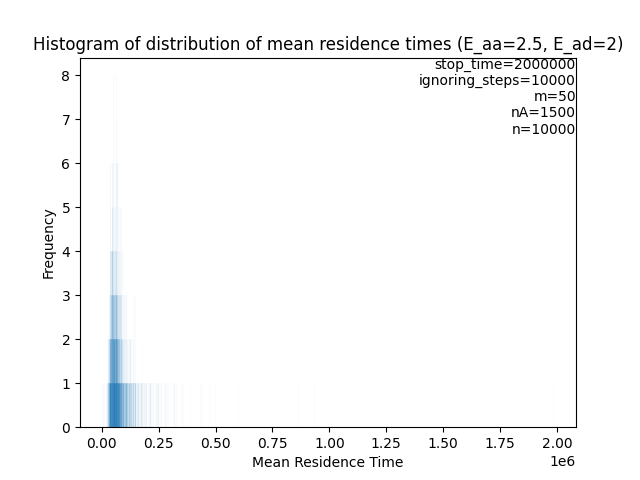 Histogram of distribution of mean residence times (E_aa=2.5, E_ad=2)
stop_time=2000000
ignoring_steps=10000
m=50
nA=1500
n=10000
8
7
6
5
4
3
2
1
0
Frequency
0.00 0.25 0.50 0.75 1.00 1.25 1.50 1.75 2.00
1e6
Mean Residence Time